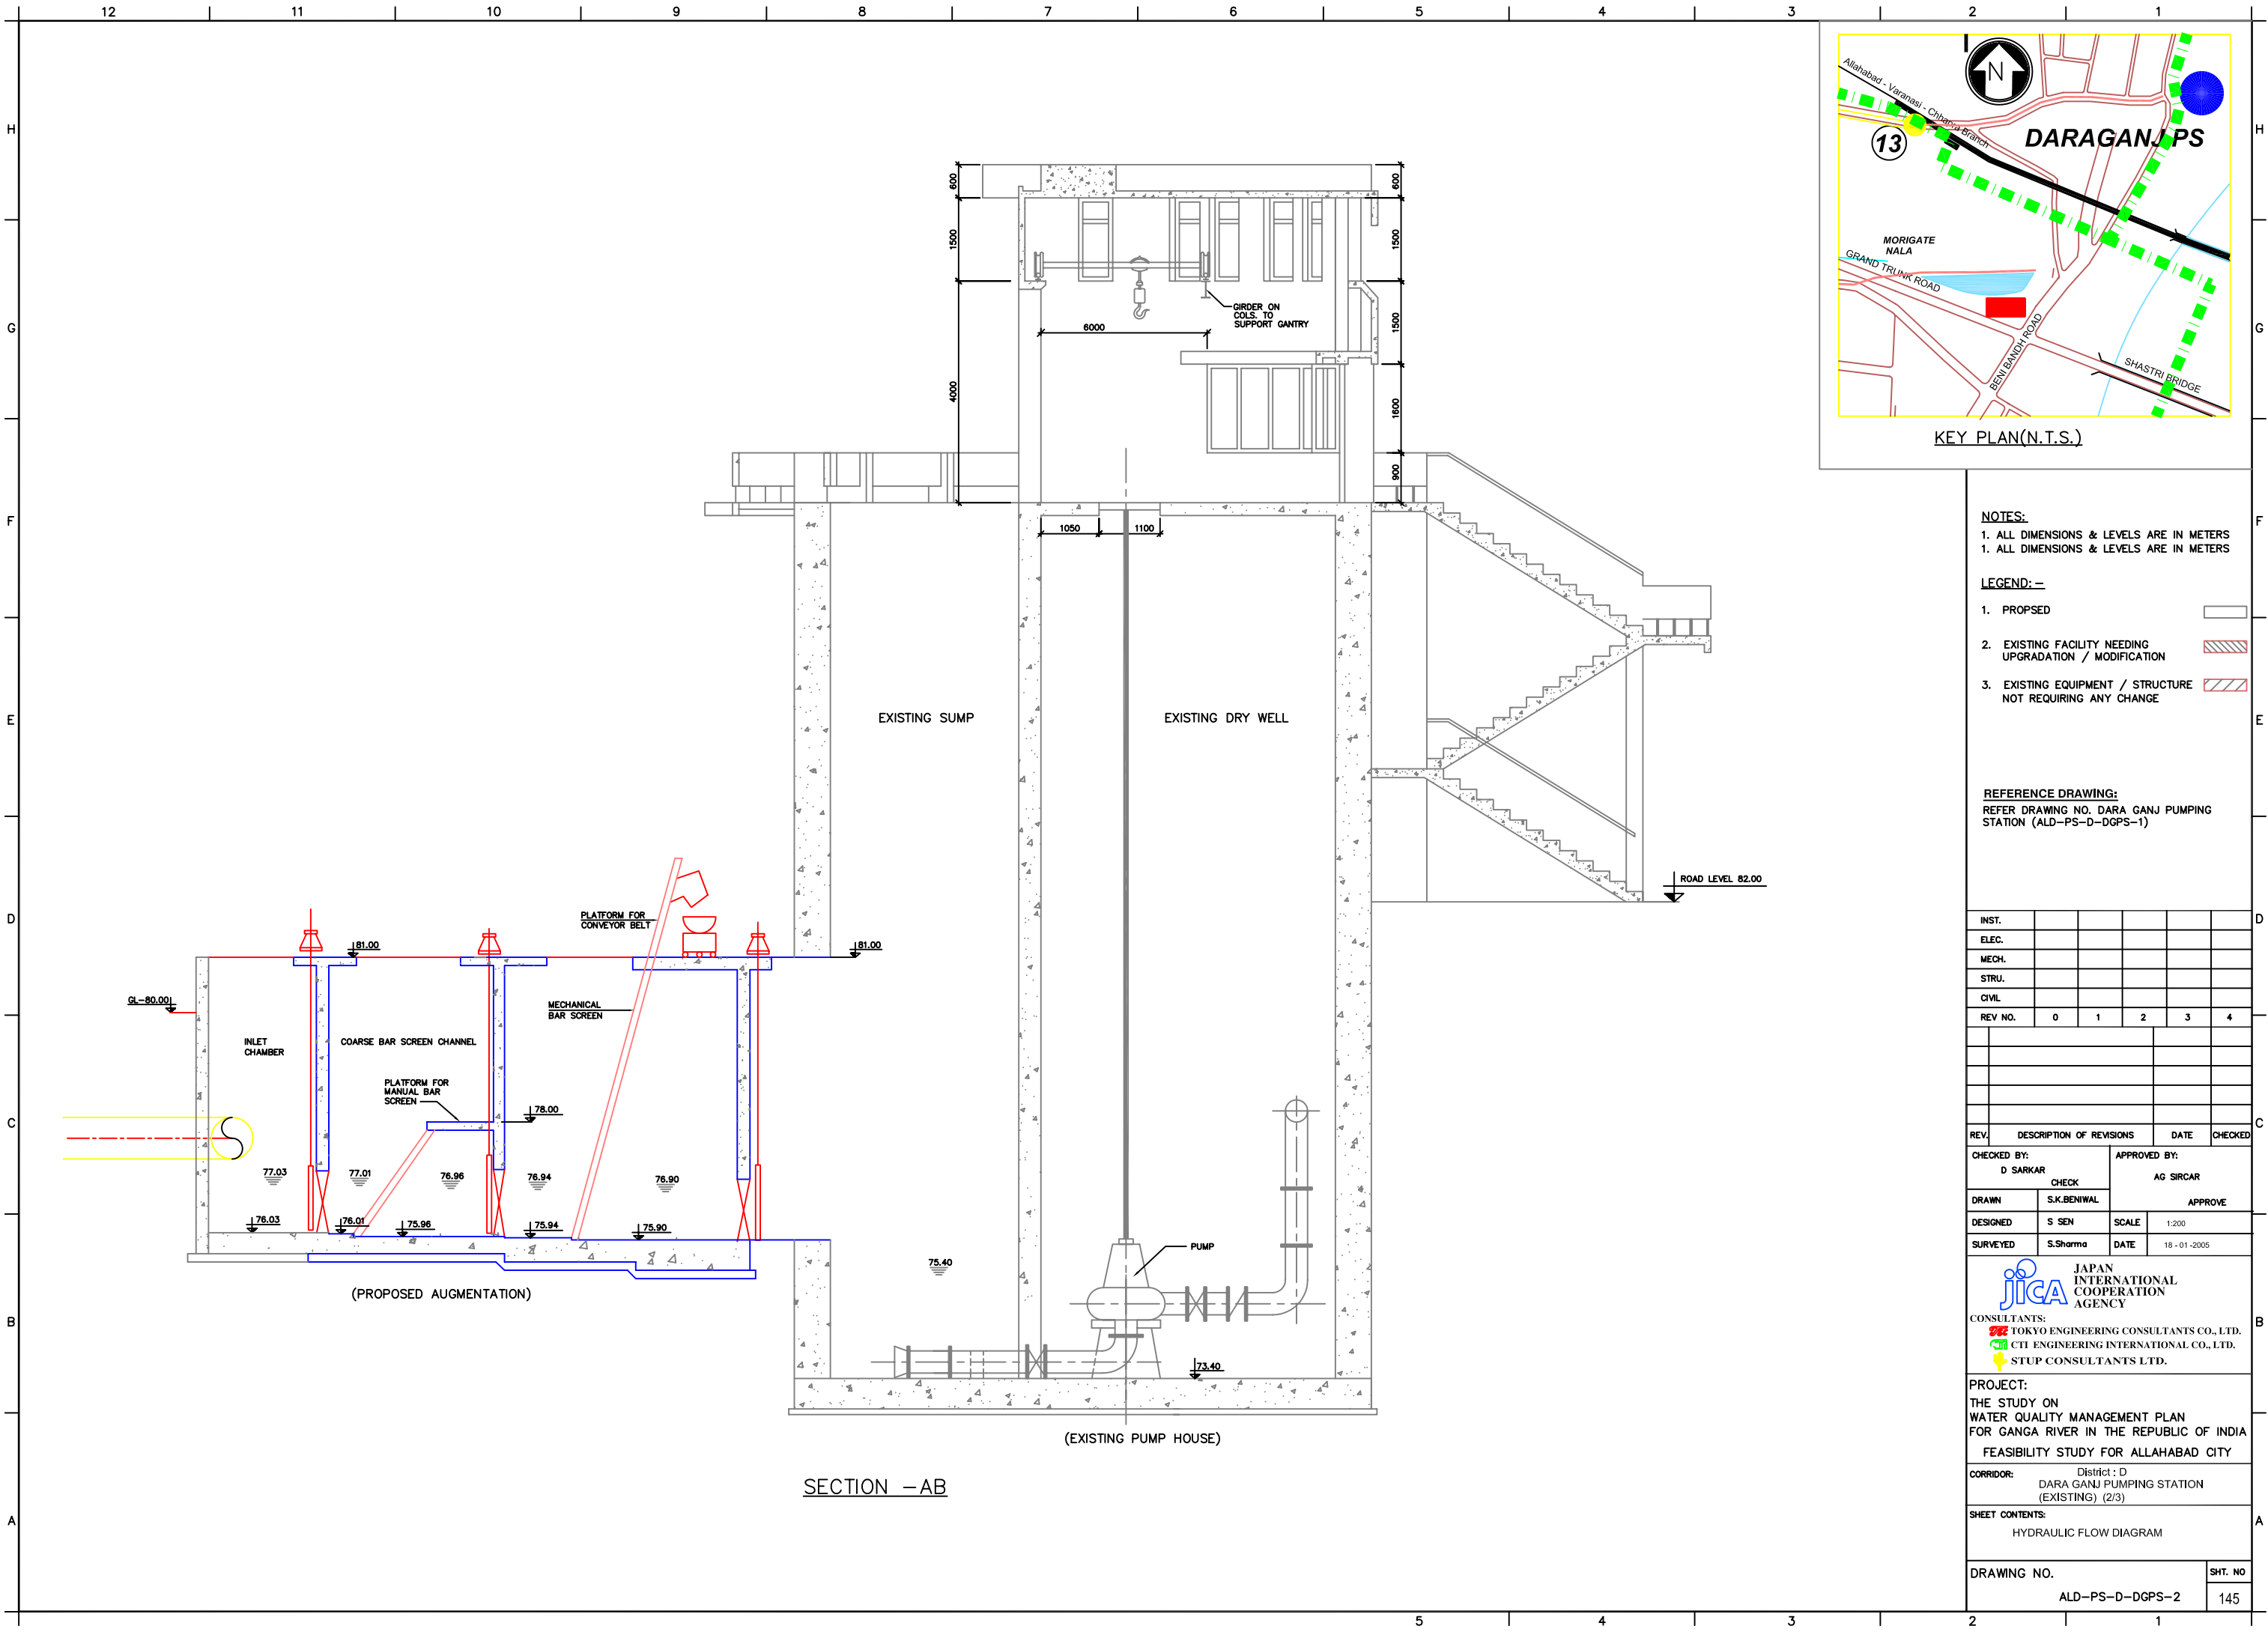 12 11 10 9 8 7 6 5 4 3 2 1
H
G
F
E
D
C
B
A
H
G
F
E
D
C
B
A
5 4 3 2 1
N
Allahabad - Varanasi - Chhapra Branch
13
DARAGANJ PS
MORIGATE
NALA
GRAND TRUNK ROAD
BENI BANDH ROAD
SHASTRI BRIDGE
KEY PLAN(N.T.S.)
600
1500
4000
600
1500
1500
1600
900
GIRDER ON
COLS. TO
SUPPORT GANTRY
6000
1050
1100
EXISTING SUMP
EXISTING DRY WELL
ROAD LEVEL 82.00
PLATFORM FOR
CONVEYOR BELT
81.00
81.00
GL-80.00
MECHANICAL
BAR SCREEN
INLET
CHAMBER
COARSE BAR SCREEN CHANNEL
PLATFORM FOR
MANUAL BAR
SCREEN
78.00
77.03
77.01
76.96
76.94
76.90
76.03
76.01
75.96
75.94
75.90
75.40
PUMP
73.40
(PROPOSED AUGMENTATION)
(EXISTING PUMP HOUSE)
SECTION -AB
NOTES:
1. ALL DIMENSIONS & LEVELS ARE IN METERS
1. ALL DIMENSIONS & LEVELS ARE IN METERS
LEGENG:-
1. PROPSED
2. EXISTING FACILITY NEEDING
UPGRADATION / MODIFICATION
3. EXISTING EQUIPMENT / STRUCTURE
NOT REQUIRING ANY CHANGE
REFERENCE DRAWING:
REFER DRAWING NO. DARA GANJ PUMPING
STATION (ALD-PS-D-DGPS-1)
INST.
ELEC.
MECH.
STRU.
CIVIL
REV NO. 0 1 2 3 4
REV. DESCRIPTION OF REVISIONS DATE CHECKED
CHECKED BY: APPROVED BY:
D SARKAR AG SIRCAR
CHECK
DRAWN S.K.BENIWAL APPROVE
DESIGNED S SEN SCALE 1:200
SURVEYED S.Sharma DATE 18-01-2005
jICA
JAPAN
INTERNATIONAL
COOPERATION
AGENCY
CONSULTANTS:
TOKYO ENGINEERING CONSULTANTS CO., LTD.
CTI ENGINEERING INTERNATIONAL CO., LTD.
STUP CONSULTANTS LTD.
PROJECT:
THE STUDY ON
WATER QUALITY MANAGEMENT PLAN
FOR GANGA RIVER IN THE REPUBLIC OF INDIA
FEASIBILITY STUDY FOR ALLAHABAD CITY
CORRIDOR: District : D
DARA GANJ PUMPING STATION
(EXISTING) (2/3)
SHEET CONTENTS:
HYDRAULIC FLOW DIAGRAM
DRAWING NO. SHT. NO
ALD-PS-D-DGPS-2 145